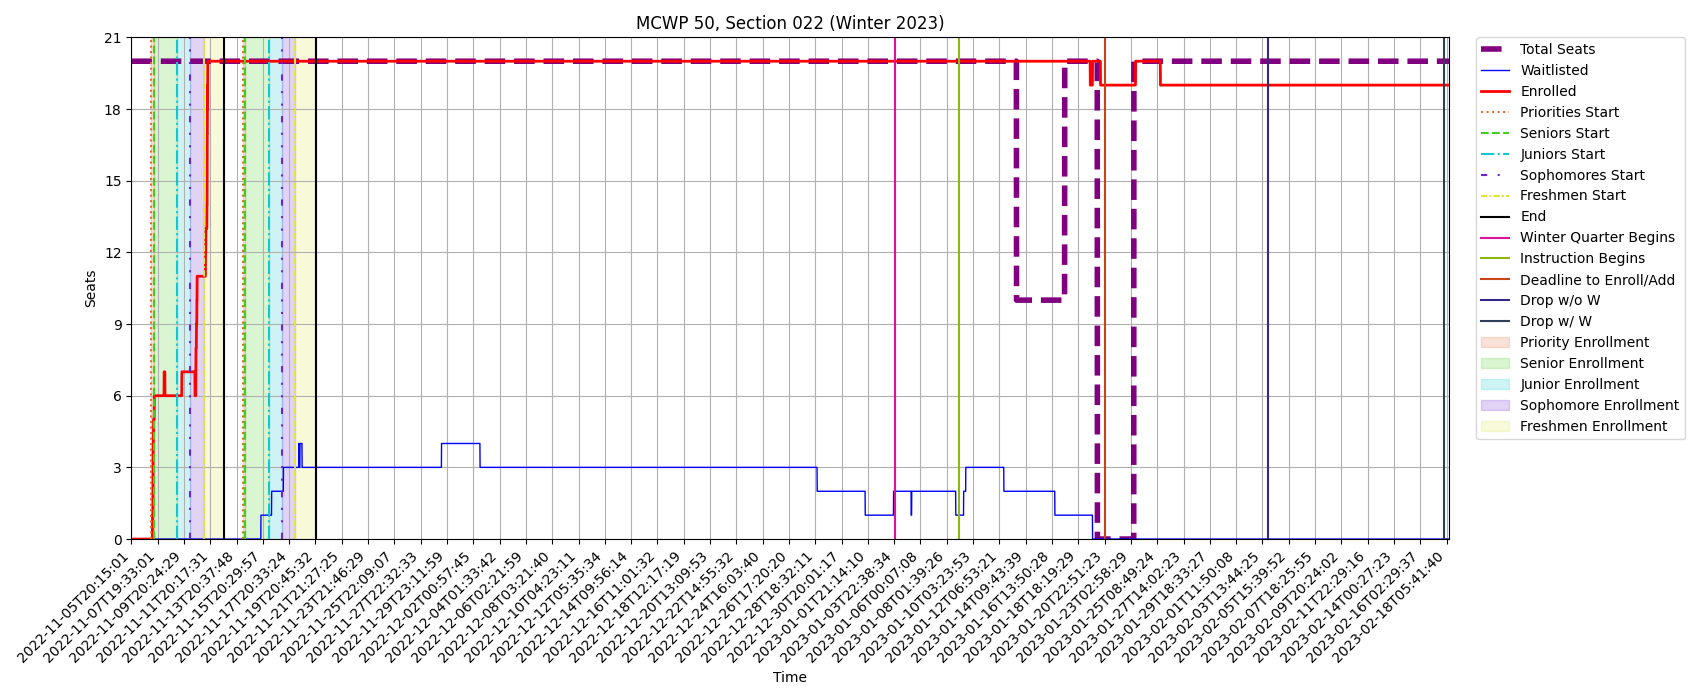 MCWP 50, Section 022 (Winter 2023)
21
18
15
12
9
6
3
0
Seats
2022-11-05T20:15:01
2022-11-07T19:33:01
2022-11-09T20:24:29
2022-11-11T20:17:31
2022-11-13T20:37:48
2022-11-15T20:29:57
2022-11-17T20:33:24
2022-11-19T20:45:32
2022-11-21T21:27:25
2022-11-23T21:46:29
2022-11-25T22:09:07
2022-11-27T22:32:33
2022-11-29T23:11:59
2022-12-02T00:57:45
2022-12-04T01:33:42
2022-12-06T02:21:59
2022-12-08T03:21:40
2022-12-10T04:23:11
2022-12-12T05:35:34
2022-12-14T09:56:14
2022-12-16T11:01:32
2022-12-18T12:17:19
2022-12-20T13:09:53
2022-12-22T14:55:32
2022-12-24T16:03:40
2022-12-26T17:20:20
2022-12-28T18:32:11
2022-12-30T20:01:17
2023-01-01T21:14:10
2023-01-03T22:38:34
2023-01-06T00:07:08
2023-01-08T01:39:26
2023-01-10T03:23:53
2023-01-12T06:53:21
2023-01-14T09:43:39
2023-01-16T13:50:28
2023-01-18T18:19:29
2023-01-20T22:51:23
2023-01-23T02:58:29
2023-01-25T08:49:24
2023-01-27T14:02:23
2023-01-29T18:33:27
2023-02-01T11:50:08
2023-02-03T13:44:25
2023-02-05T15:39:52
2023-02-07T18:25:55
2023-02-09T20:24:02
2023-02-11T22:29:16
2023-02-14T00:27:23
2023-02-16T02:29:37
2023-02-18T05:41:40
Time
Total Seats
Waitlisted
Enrolled
Priorities Start
Seniors Start
Juniors Start
Sophomores Start
Freshmen Start
End
Winter Quarter Begins
Instruction Begins
Deadline to Enroll/Add
Drop w/o W
Drop w/ W
Priority Enrollment
Senior Enrollment
Junior Enrollment
Sophomore Enrollment
Freshmen Enrollment